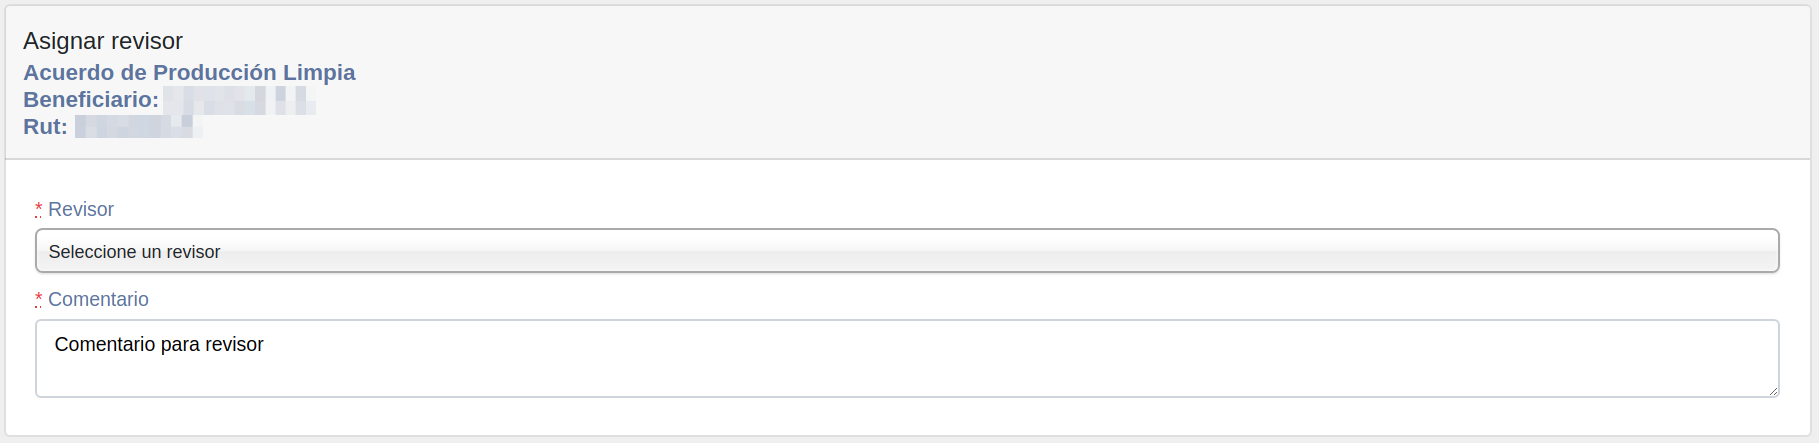 Asignar revisor
Acuerdo de Producción Limpia
Beneficiario:
Rut:
* Revisor
Seleccione un revisor
* Comentario
Comentario para revisor